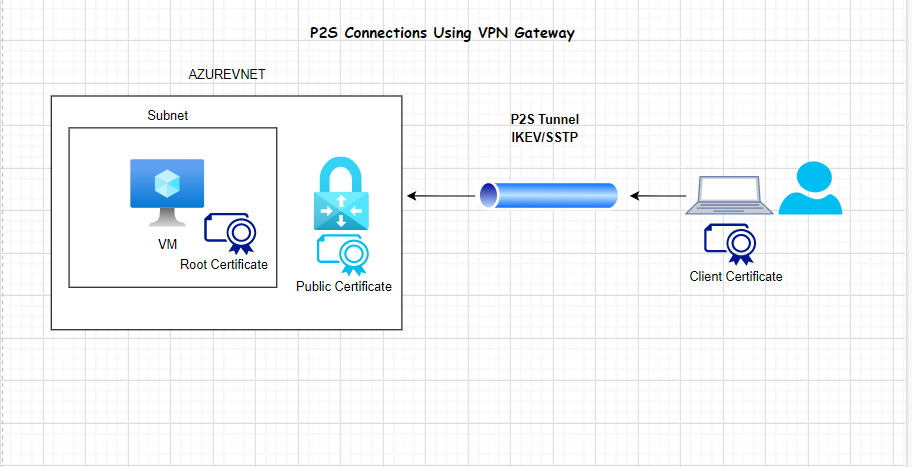 P2S Connections Using VPN Gateway
AZUREVNET
Subnet
P2S Tunnel
IKEV/SSTP
VM
Root Certificate
Public Certificate
Client Certificate